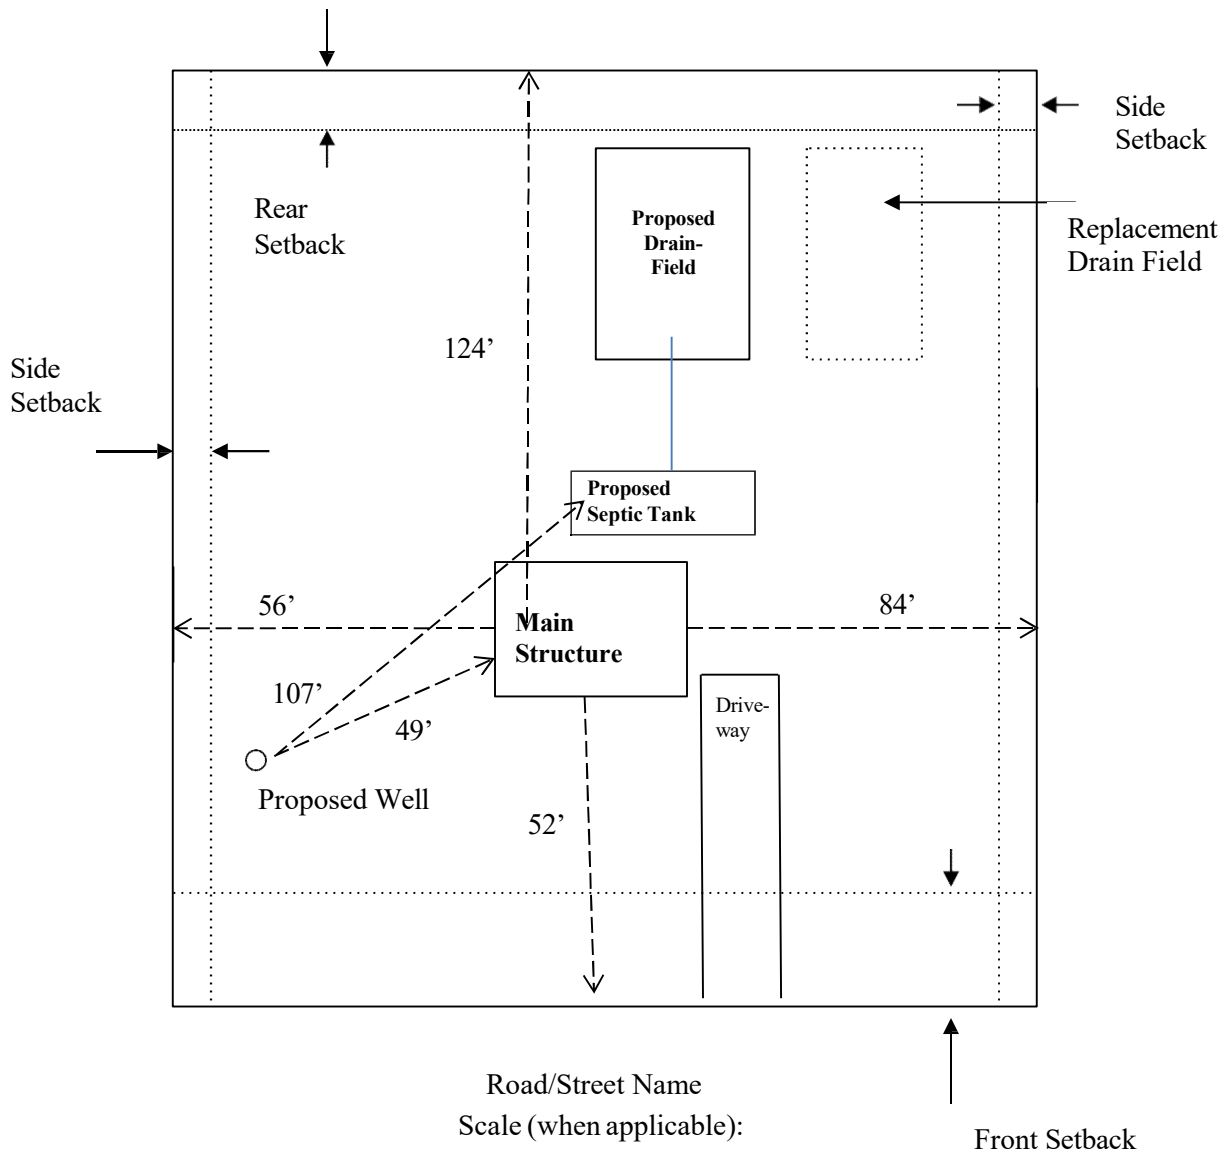 Side
Setback
Rear
Setback
Proposed
Drain-
Field
Replacement
Drain Field
124’
Side
Setback
Proposed
Septic Tank
56’
84’
Main
Structure
107’
49’
Drive-
way
Proposed Well
52’
Road/Street Name
Scale (when applicable):
Front Setback